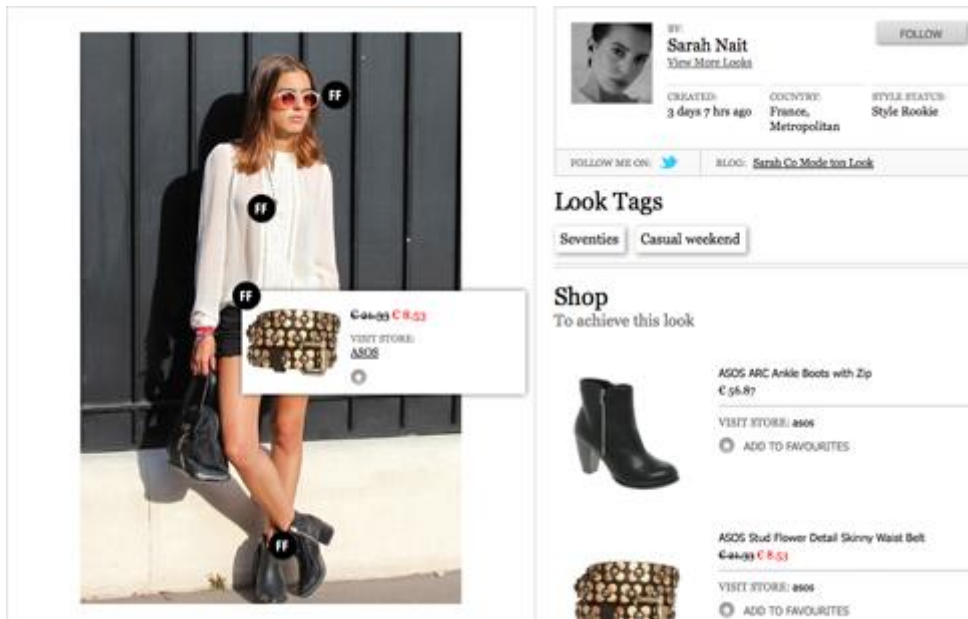 FF
FF
FF
€ 21.33 € 8.53
VISIT STORE:
ASOS
FF
BY:
Sarah Nait
View More Looks
FOLLOW
CREATED:
3 days 7 hrs ago
COUNTRY:
France,
Metropolitan
STYLE STATUS:
Style Rookie
FOLLOW ME ON:
BLOG: Sarah Co Mode ton Look
Look Tags
Seventies
Casual weekend
Shop
To achieve this look
ASOS ARC Ankle Boots with Zip
€ 56.87
VISIT STORE: asos
ADD TO FAVOURITES
ASOS Stud Flower Detail Skinny Waist Belt
€ 21.33 € 8.53
VISIT STORE: asos
ADD TO FAVOURITES